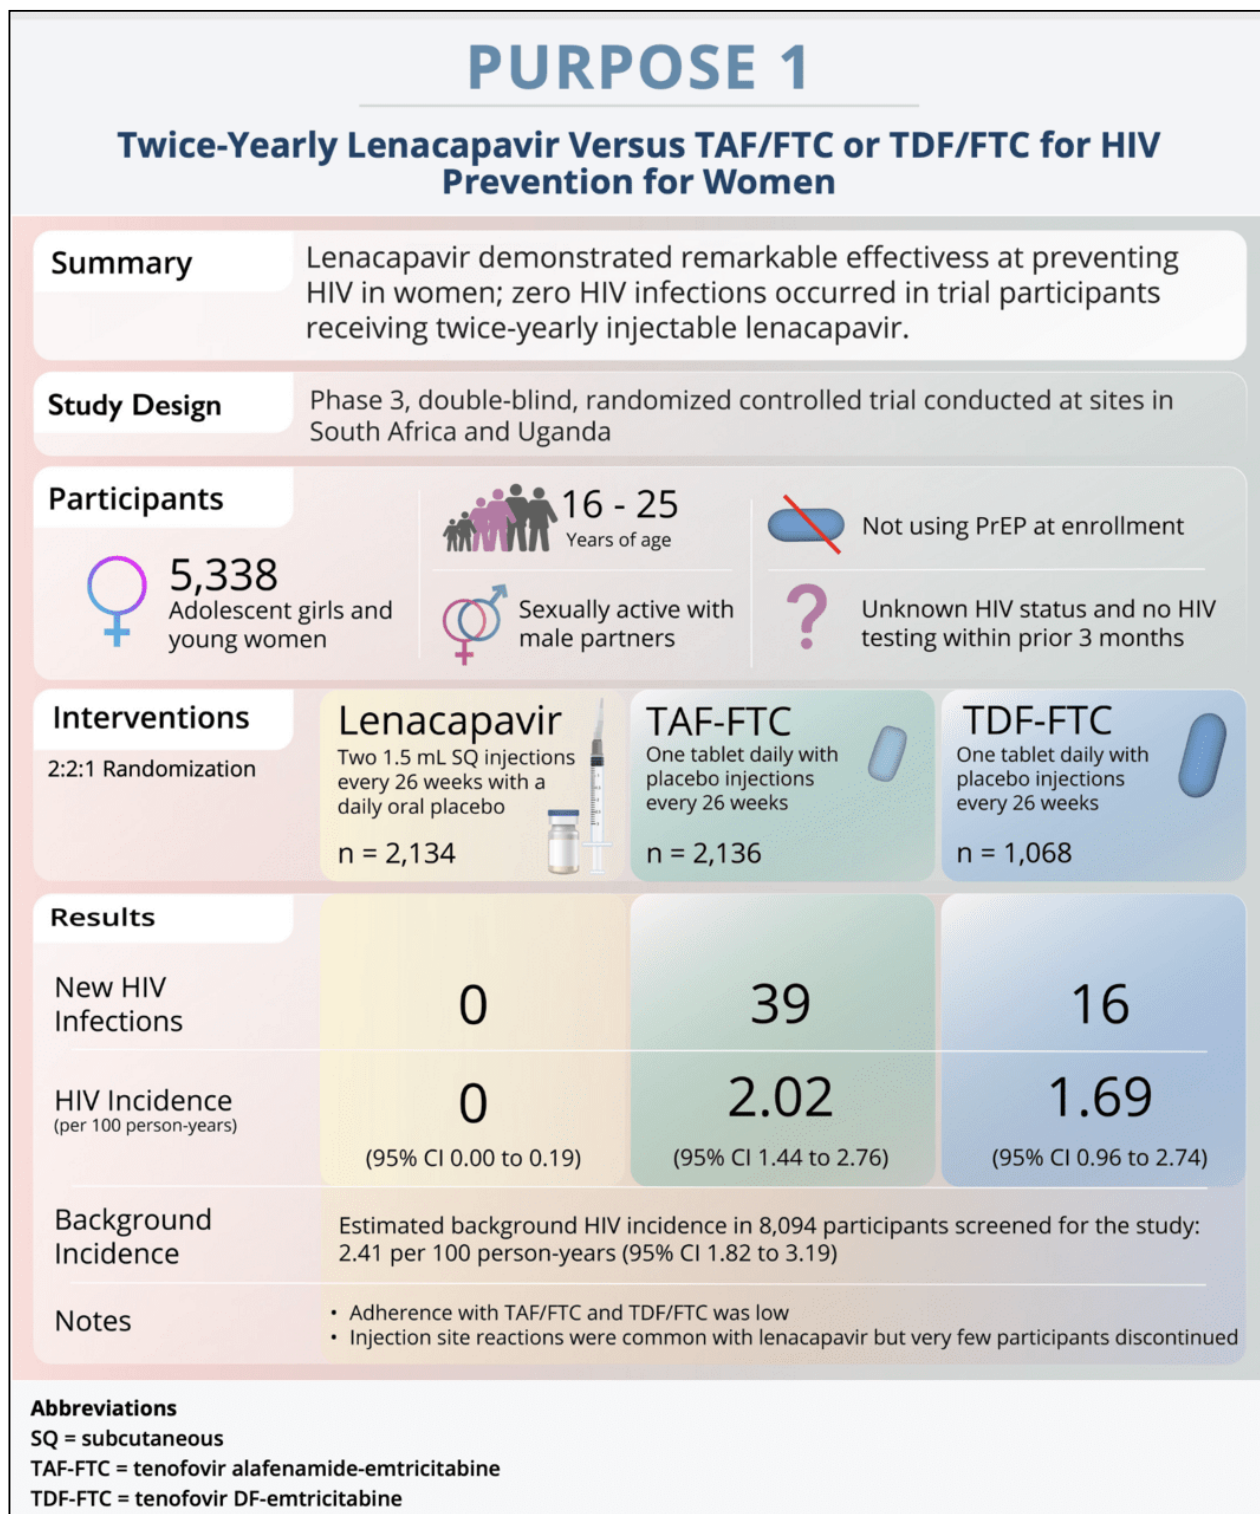 PURPOSE 1
Twice-Yearly Lenacapavir Versus TAF/FTC or TDF/FTC for HIV
Prevention for Women
Summary
Lenacapavir demonstrated remarkable effectivess at preventing
HIV in women; zero HIV infections occurred in trial participants
receiving twice-yearly injectable lenacapavir.
Study Design
Phase 3, double-blind, randomized controlled trial conducted at sites in
South Africa and Uganda
Participants
5,338
Adolescent girls and
young women
16 - 25
Years of age
Sexually active with
male partners
Not using PrEP at enrollment
Unknown HIV status and no HIV
testing within prior 3 months
Interventions
2:2:1 Randomization
Lenacapavir
Two 1.5 mL SQ injections
every 26 weeks with a
daily oral placebo
n = 2,134
TAF-FTC
One tablet daily with
placebo injections
every 26 weeks
n = 2,136
TDF-FTC
One tablet daily with
placebo injections
every 26 weeks
n = 1,068
Results
New HIV
Infections
0
39
16
HIV Incidence
(per 100 person-years)
0
(95% CI 0.00 to 0.19)
2.02
(95% CI 1.44 to 2.76)
1.69
(95% CI 0.96 to 2.74)
Background
Incidence
Estimated background HIV incidence in 8,094 participants screened for the study:
2.41 per 100 person-years (95% CI 1.82 to 3.19)
Notes
• Adherence with TAF/FTC and TDF/FTC was low
• Injection site reactions were common with lenacapavir but very few participants discontinued
Abbreviations
SQ = subcutaneous
TAF-FTC = tenofovir alafenamide-emtricitabine
TDF-FTC = tenofovir DF-emtricitabine